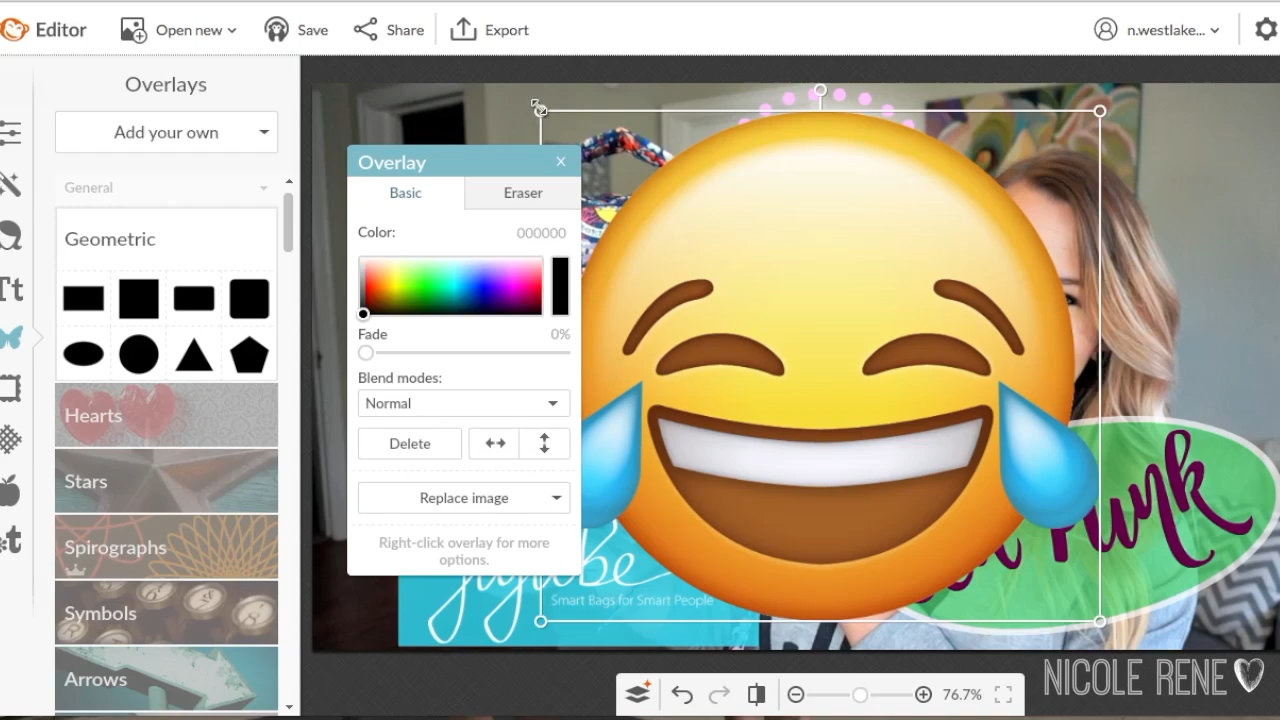 Editor
Open new
Save
Share
Export
n.westlake...
Overlays
Add your own
General
Geometric
Hearts
Stars
Spirographs
Symbols
Arrows
Overlay
X
Basic
Eraser
Color:
000000
Fade
0%
Blend modes:
Normal
Delete
Replace image
Right-click overlay for more
options.
Tt
Smart Bags for Smart People
NICOLE RENE
76.7%